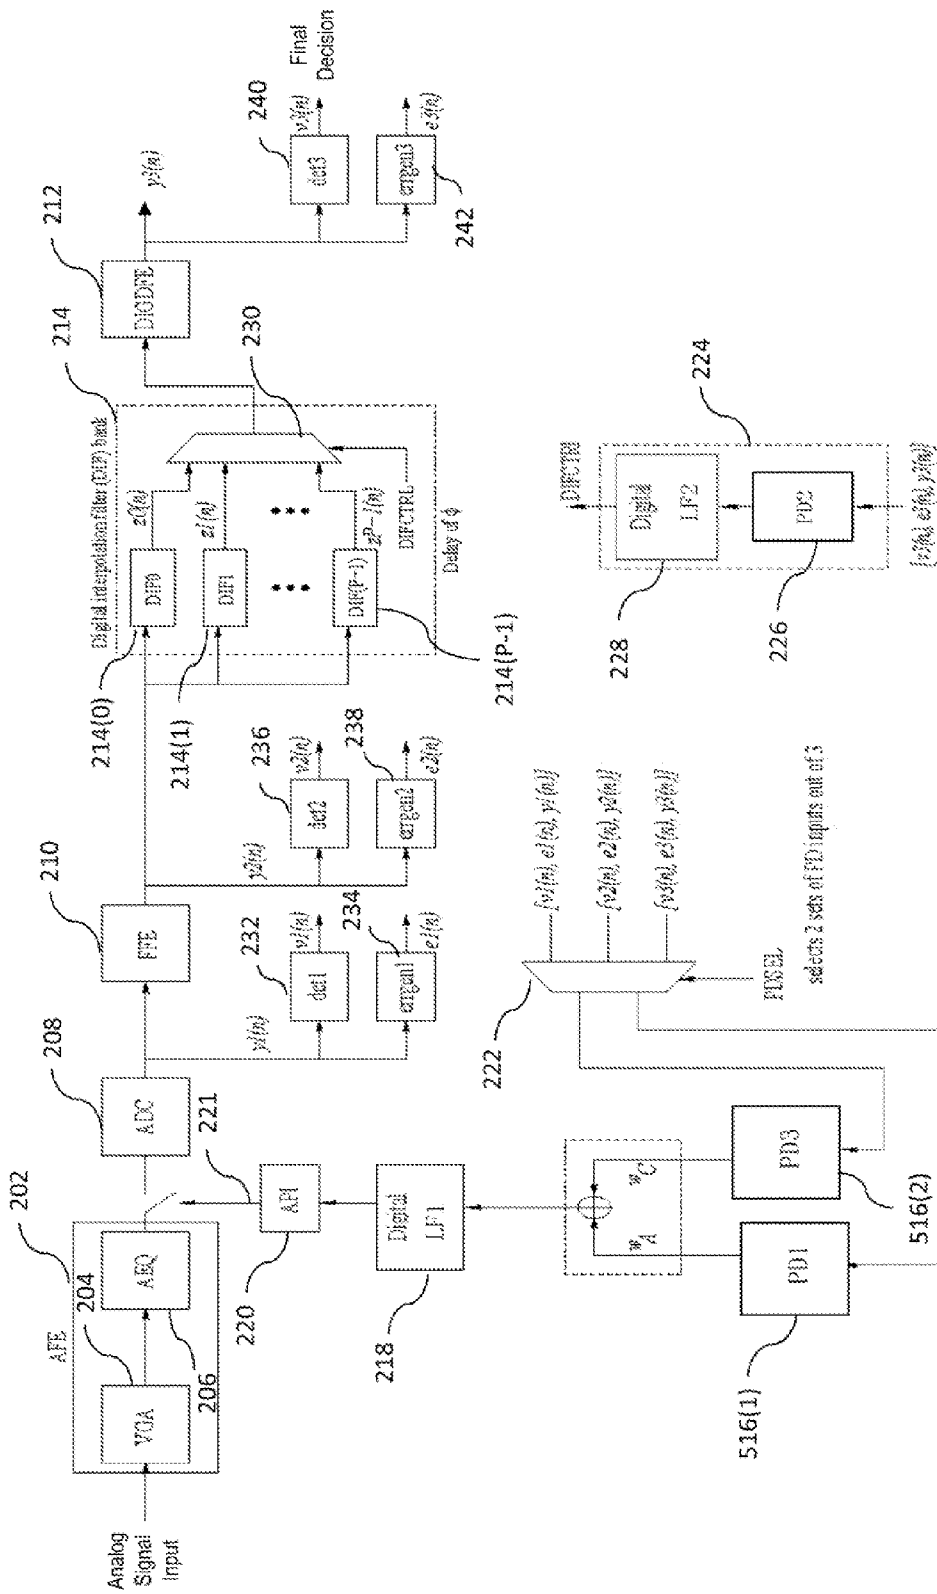 Analog
Signal
Input
AFE
VGA
204
AEQ
202
206
ADC
208
221
AFI
220
Digital
LF1
218
w_A
w_C
PD1
516(1)
PD3
516(2)
222
PDSEL
selects 2 sets of PD inputs out of 3
[v1(n), e1(n), y1(n)]
[v2(n), e2(n), y2(n)]
[v3(n), e3(n), y3(n)]
FFE
210
y1(n)
det1
232
v1(n)
errgen1
234
e1(n)
y2(n)
det2
236
v2(n)
errgen2
238
e2(n)
Digital interpolation filter (DIF) bank
214
214(0)
DIF0
z0(n)
214(1)
DIF1
z1(n)
DIF(P-1)
zP-1(n)
214(P-1)
230
DIFCTRL
Delay of ϕ
DIGDFE
212
y3(n)
det3
240
v3(n)
Final
Decision
errgen3
242
e3(n)
DIFCTRL
224
Digital
LF2
228
PD2
226
[v3(n), e3(n), y3(n)]